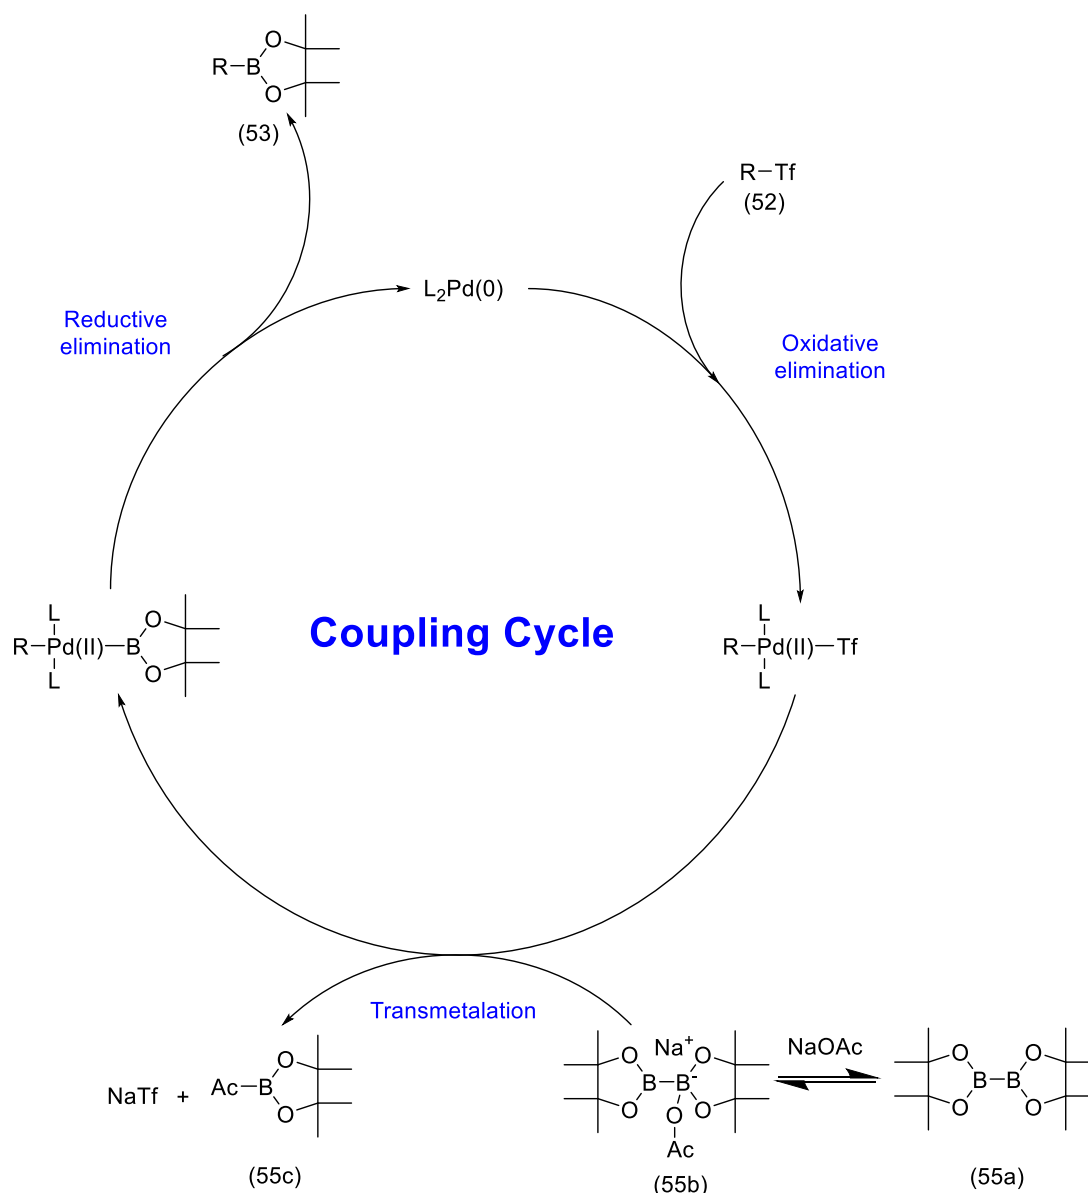 O
R B
O
(53)
R Tf
(52)
L2Pd(0)
Reductive
elimination
Oxidative
elimination
L O
R Pd(II) B
L O
Coupling Cycle
L
R Pd(II) Tf
L
Transmetalation
NaTf + Ac B
O
O
(55c)
Na+
O O
B B-
O O
O
Ac
(55b)
NaOAc
O O
B B
O O
(55a)